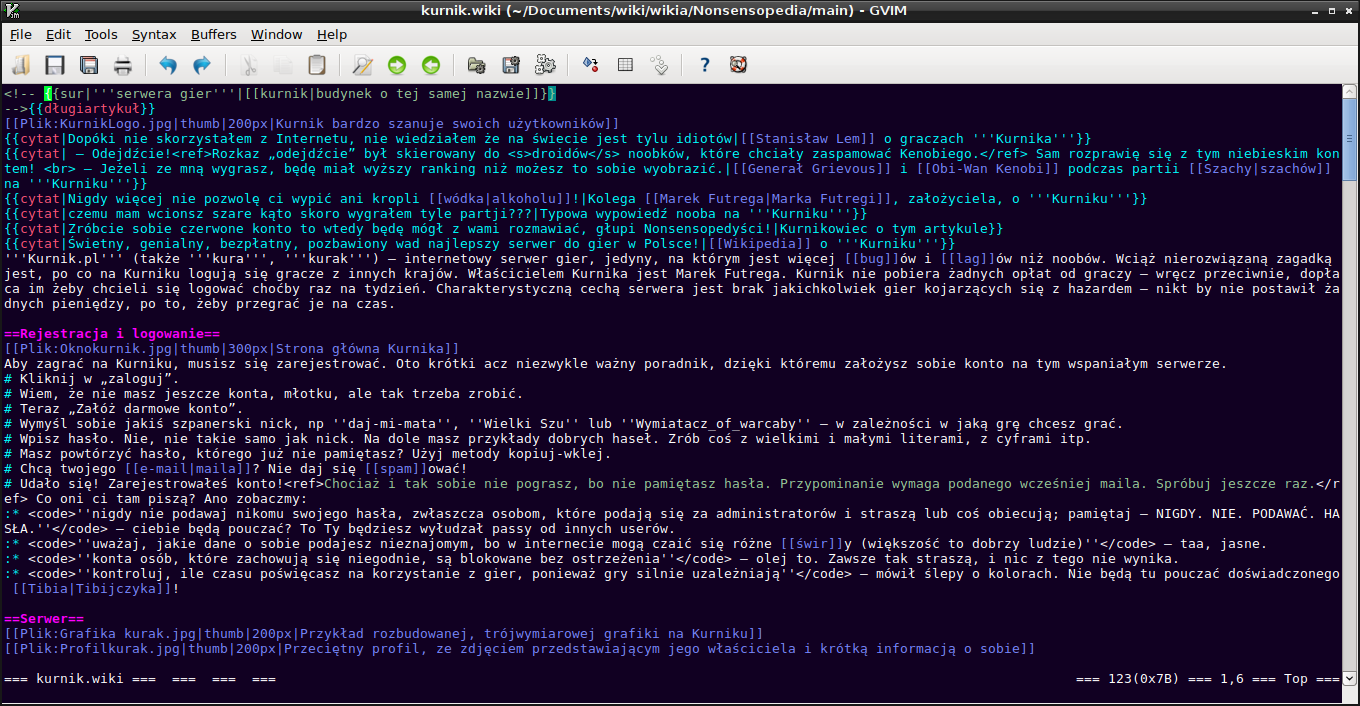 kurnik.wiki (~/Documents/wiki/wikia/Nonsensopedia/main) - GVIM
File Edit Tools Syntax Buffers Window Help
<!-- {{sur|'''serwera gier'''|[[kurnik|budynek o tej samej nazwie]]}}
-->{{długiartykuł}}
[[Plik:KurnikLogo.jpg|thumb|200px|Kurnik bardzo szanuje swoich użytkowników]]
{{cytat|Dopóki nie skorzystałem z Internetu, nie wiedziałem że na świecie jest tylu idiotów|[[Stanisław Lem]] o graczach '''Kurnika'''}}
{{cytat| – Odejdźcie!<ref>Rozkaz „odejdźcie” był skierowany do <s>droidów</s> noobków, które chciały zaspamować Kenobiego.</ref> Sam rozprawię się z tym niebieskim kon
tem! <br> – Jeżeli ze mną wygrasz, będę miał wyższy ranking niż możesz to sobie wyobrazić.|[[Generał Grievous]] i [[Obi-Wan Kenobi]] podczas partii [[Szachy|szachów]]
na '''Kurniku'''}}
{{cytat|Nigdy więcej nie pozwolę ci wypić ani kropli [[wódka|alkoholu]]!|Kolega [[Marek Futrega|Marka Futregi]], założyciela, o '''Kurniku'''}}
{{cytat|czemu mam wcionsz szare kąto skoro wygrałem tyle partji???|Typowa wypowiedź nooba na '''Kurniku'''}}
{{cytat|Zróbcie sobie czerwone konto to wtedy będę mógł z wami rozmawiać, głupi Nonsensopedyści!|Kurnikowiec o tym artykule}}
{{cytat|Świetny, genialny, bezpłatny, pozbawiony wad najlepszy serwer do gier w Polsce!|[[Wikipedia]] o '''Kurniku'''}}
'''Kurnik.pl''' (także '''kura''', '''kurak''') – internetowy serwer gier, jedyny, na którym jest więcej [[bug]]ów i [[lag]]ów niż noobów. Wciąż nierozwiązaną zagadką
jest, po co na Kurniku logują się gracze z innych krajów. Właścicielem Kurnika jest Marek Futrega. Kurnik nie pobiera żadnych opłat od graczy – wręcz przeciwnie, dopła
ca im żeby chcieli się logować choćby raz na tydzień. Charakterystyczną cechą serwera jest brak jakichkolwiek gier kojarzących się z hazardem – nikt by nie postawił ża
dnych pieniędzy, po to, żeby przegrać je na czas.
==Rejestracja i logowanie==
[[Plik:Oknokurnik.jpg|thumb|300px|Strona główna Kurnika]]
Aby zagrać na Kurniku, musisz się zarejestrować. Oto krótki acz niezwykle ważny poradnik, dzięki któremu założysz sobie konto na tym wspaniałym serwerze.
# Kliknij w „zaloguj”.
# Wiem, że nie masz jeszcze konta, młotku, ale tak trzeba zrobić.
# Teraz „Załóż darmowe konto”.
# Wymyśl sobie jakiś szpanerski nick, np ''daj-mi-mata'', ''Wielki Szu'' lub ''Wymiatacz_of_warcaby'' – w zależności w jaką grę chcesz grać.
# Wpisz hasło. Nie, nie takie samo jak nick. Na dole masz przykłady dobrych haseł. Zrób coś z wielkimi i małymi literami, z cyframi itp.
# Masz powtórzyć hasło, którego już nie pamiętasz? Użyj metody kopiuj-wklej.
# Chcą twojego [[e-mail|maila]]? Nie daj się [[spam]]ować!
# Udało się! Zarejestrowałeś konto!<ref>Chociaż i tak sobie nie pograsz, bo nie pamiętasz hasła. Przypominanie wymaga podanego wcześniej maila. Spróbuj jeszcze raz.</r
ef> Co oni ci tam piszą? Ano zobaczmy:
:* <code>''nigdy nie podawaj nikomu swojego hasła, zwłaszcza osobom, które podają się za administratorów i straszą lub coś obiecują; pamiętaj – NIGDY. NIE. PODAWAĆ. HA
SŁA.''</code> – ciebie będą pouczać? To Ty będziesz wyłudzał passy od innych userów.
:* <code>''uważaj, jakie dane o sobie podajesz nieznajomym, bo w internecie mogą czaić się różne [[świr]]y (większość to dobrzy ludzie)''</code> – taa, jasne.
:* <code>''konta osób, które zachowują się niegodnie, są blokowane bez ostrzeżenia''</code> – olej to. Zawsze tak straszą, i nic z tego nie wynika.
:* <code>''kontroluj, ile czasu poświęcasz na korzystanie z gier, ponieważ gry silnie uzależniają''</code> – mówił ślepy o kolorach. Nie będą tu pouczać doświadczonego
[[Tibia|Tibijczyka]]!
==Serwer==
[[Plik:Grafika kurak.jpg|thumb|200px|Przykład rozbudowanej, trójwymiarowej grafiki na Kurniku]]
[[Plik:Profilkurak.jpg|thumb|200px|Przeciętny profil, ze zdjęciem przedstawiającym jego właściciela i krótką informacją o sobie]]
=== kurnik.wiki === === === === === 123(0x7B) === 1,6 === Top ===